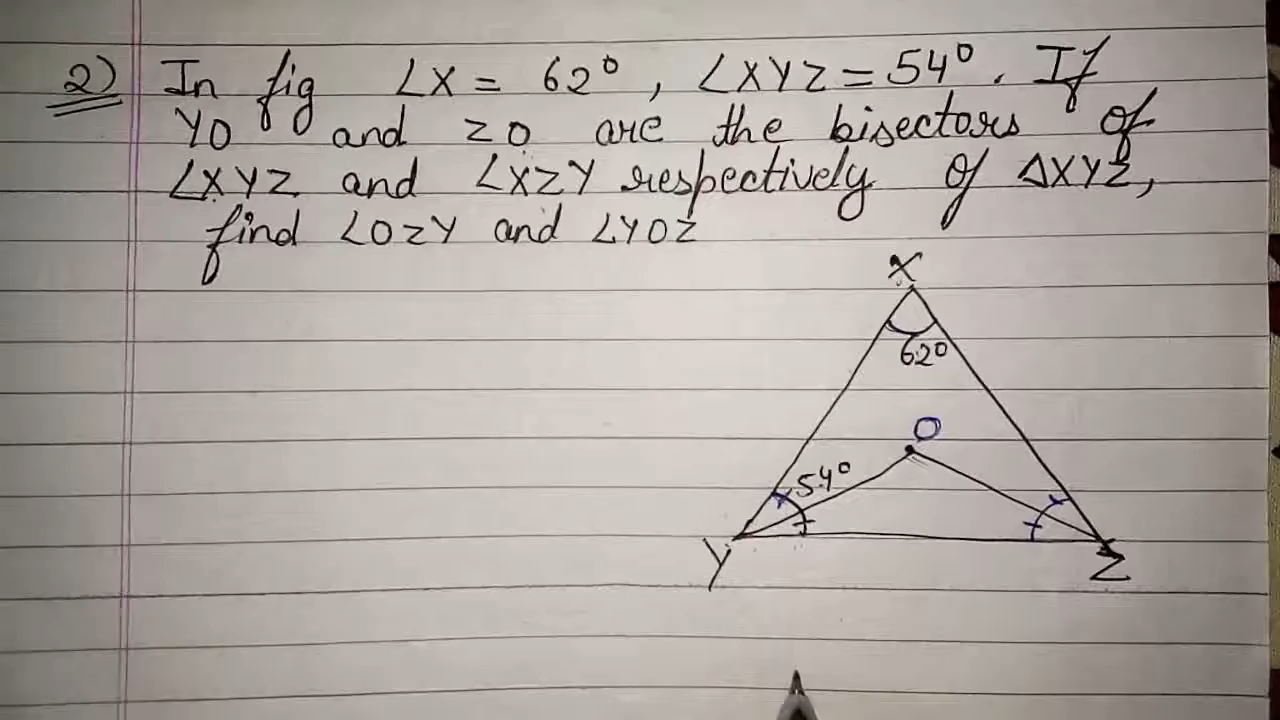 2) In fig ∠X = 62°, ∠XYZ = 54°. If
YO and ZO are the bisectors of
∠XYZ and ∠XZY respectively of ΔXYZ,
find ∠OZY and ∠YOZ
X
62°
O
54°
Y
Z